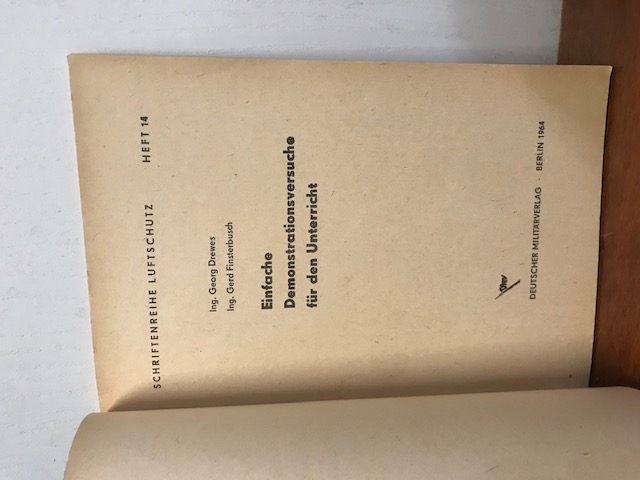 SCHRIFTENREIHE LUFTSCHUTZ HEFT 14
Ing. Georg Drewes
Ing. Gerd Finsterbusch
Einfache
Demonstrationsversuche
für den Unterricht
DEUTSCHER MILITÄRVERLAG · BERLIN 1964